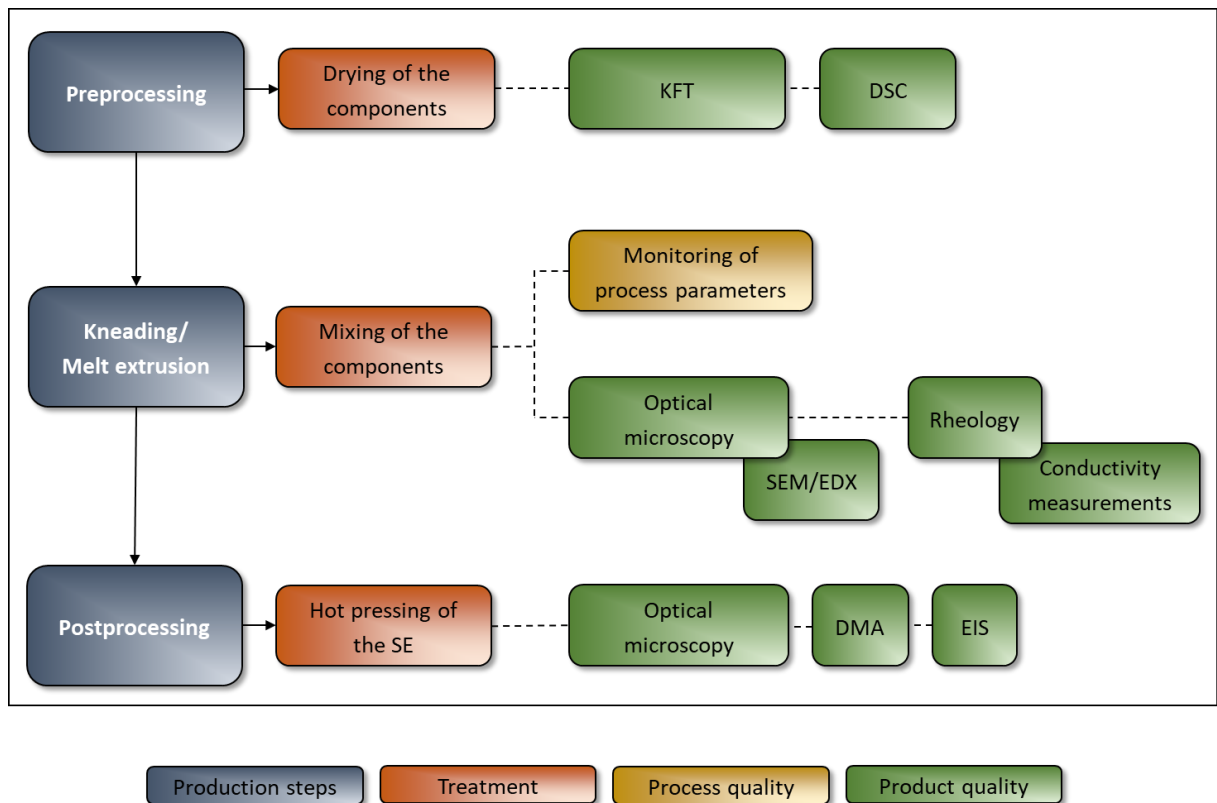 Preprocessing
Drying of the
components
KFT
DSC
Monitoring of
process parameters
Kneading/
Melt extrusion
Mixing of the
components
Optical
microscopy
Rheology
SEM/EDX
Conductivity
measurements
Postprocessing
Hot pressing of
the SE
Optical
microscopy
DMA
EIS
Production steps
Treatment
Process quality
Product quality